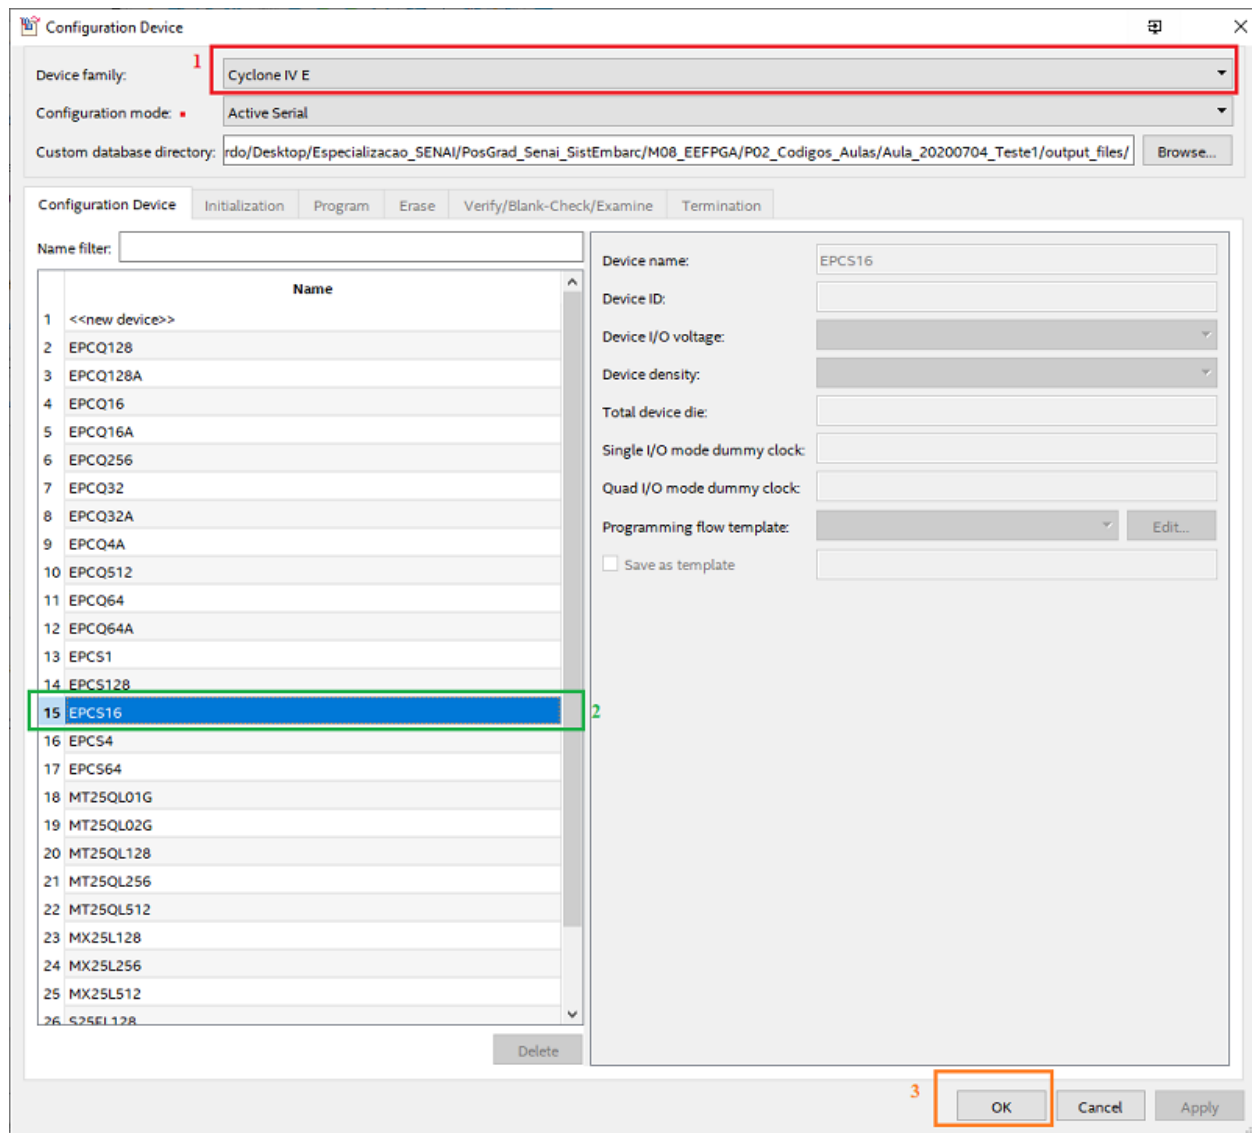 Configuration Device
1
Device family: Cyclone IV E
Configuration mode: Active Serial
Custom database directory: rdo/Desktop/Especializacao_SENAI/PosGrad_Senai_SistEmbarc/M08_EEFPGA/P02_Codigos_Aulas/Aula_20200704_Teste1/output_files/ Browse...
Configuration Device Initialization Program Erase Verify/Blank-Check/Examine Termination
Name filter:
Name
1 <<new device>>
2 EPCQ128
3 EPCQ128A
4 EPCQ16
5 EPCQ16A
6 EPCQ256
7 EPCQ32
8 EPCQ32A
9 EPCQ4A
10 EPCQ512
11 EPCQ64
12 EPCQ64A
13 EPCS1
14 EPCS128
15 EPCS16 2
16 EPCS4
17 EPCS64
18 MT25QL01G
19 MT25QL02G
20 MT25QL128
21 MT25QL256
22 MT25QL512
23 MX25L128
24 MX25L256
25 MX25L512
26 S25FL128
Delete
Device name: EPCS16
Device ID:
Device I/O voltage:
Device density:
Total device die:
Single I/O mode dummy clock:
Quad I/O mode dummy clock:
Programming flow template: Edit...
Save as template
3
OK Cancel Apply